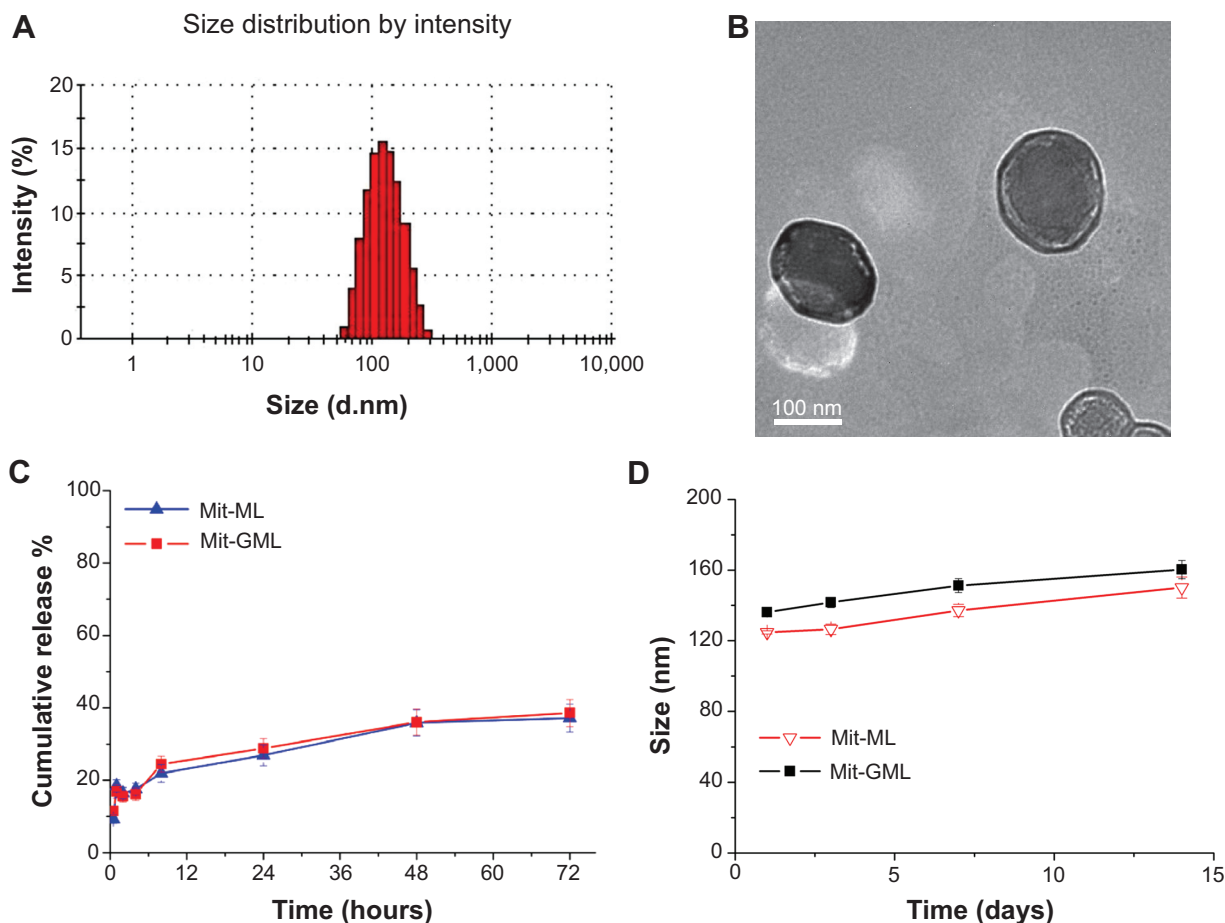 A
Size distribution by intensity
20
15
10
5
0
Intensity (%)
1
10
100
1,000
10,000
Size (d.nm)
B
100 nm
C
100
80
60
40
20
0
Cumulative release %
Mit-ML
Mit-GML
0
12
24
36
48
60
72
Time (hours)
D
200
160
120
80
40
0
Size (nm)
Mit-ML
Mit-GML
0
5
10
15
Time (days)